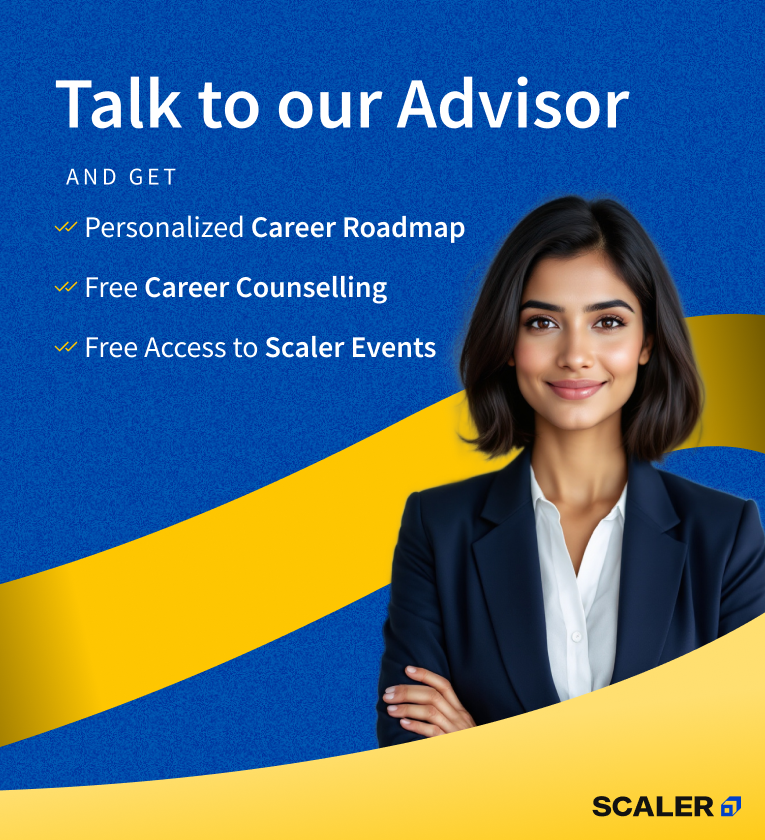 Talk to our Advisor
AND GET
Personalized Career Roadmap
Free Career Counselling
Free Access to Scaler Events
SCALER